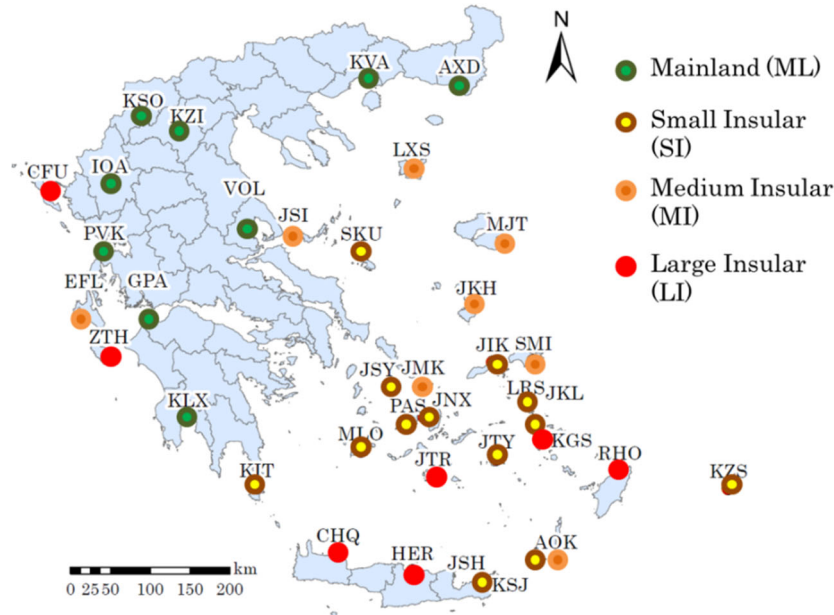 KVA
AXD
N
Mainland (ML)
KSO
KZI
Small Insular
(SI)
LXS
CFU
IOA
VOL
Medium Insular
(MI)
JSI
SKU
MJT
PVK
EFL
GPA
JKH
Large Insular
(LI)
ZTH
JIK
SMI
JSY
JMK
LRS
JKL
KLX
PAS
JNX
MLO
JTY
KGS
JTR
RHO
KIT
KZS
CHQ
HER
JSH
KSJ
AOK
km
0 25 50 100 150 200